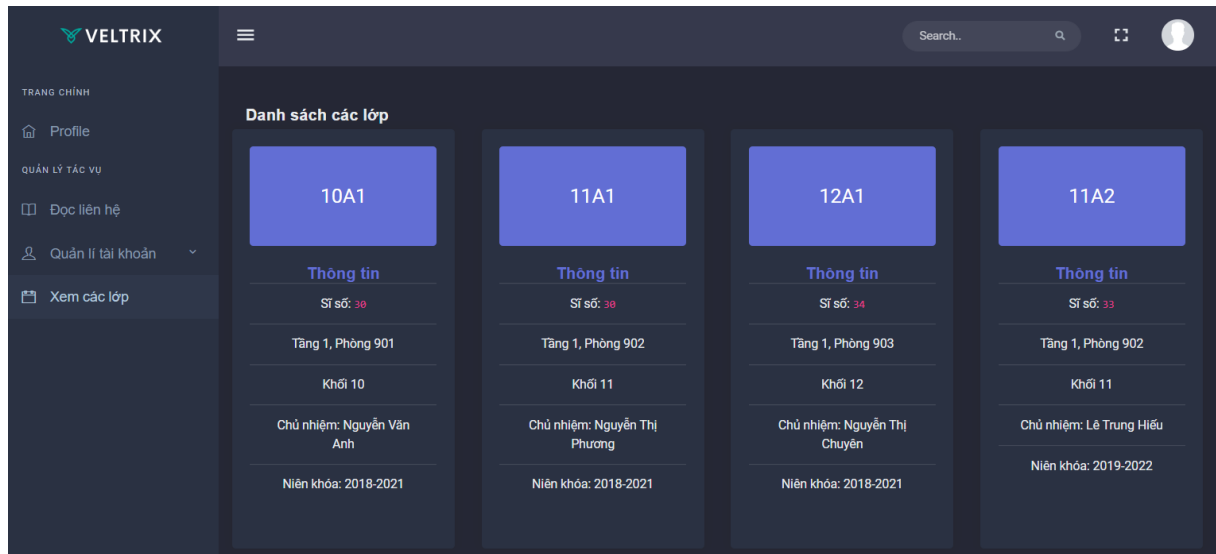 VELTRIX
Search..
TRANG CHÍNH
Profile
QUẢN LÝ TÁC VỤ
Đọc liên hệ
Quản lí tài khoản
Xem các lớp
Danh sách các lớp
10A1
Thông tin
Sĩ số: 30
Tầng 1, Phòng 901
Khối 10
Chủ nhiệm: Nguyễn Văn
Anh
Niên khóa: 2018-2021
11A1
Thông tin
Sĩ số: 30
Tầng 1, Phòng 902
Khối 11
Chủ nhiệm: Nguyễn Thị
Phương
Niên khóa: 2018-2021
12A1
Thông tin
Sĩ số: 34
Tầng 1, Phòng 903
Khối 12
Chủ nhiệm: Nguyễn Thị
Chuyên
Niên khóa: 2018-2021
11A2
Thông tin
Sĩ số: 33
Tầng 1, Phòng 902
Khối 11
Chủ nhiệm: Lê Trung Hiếu
Niên khóa: 2019-2022